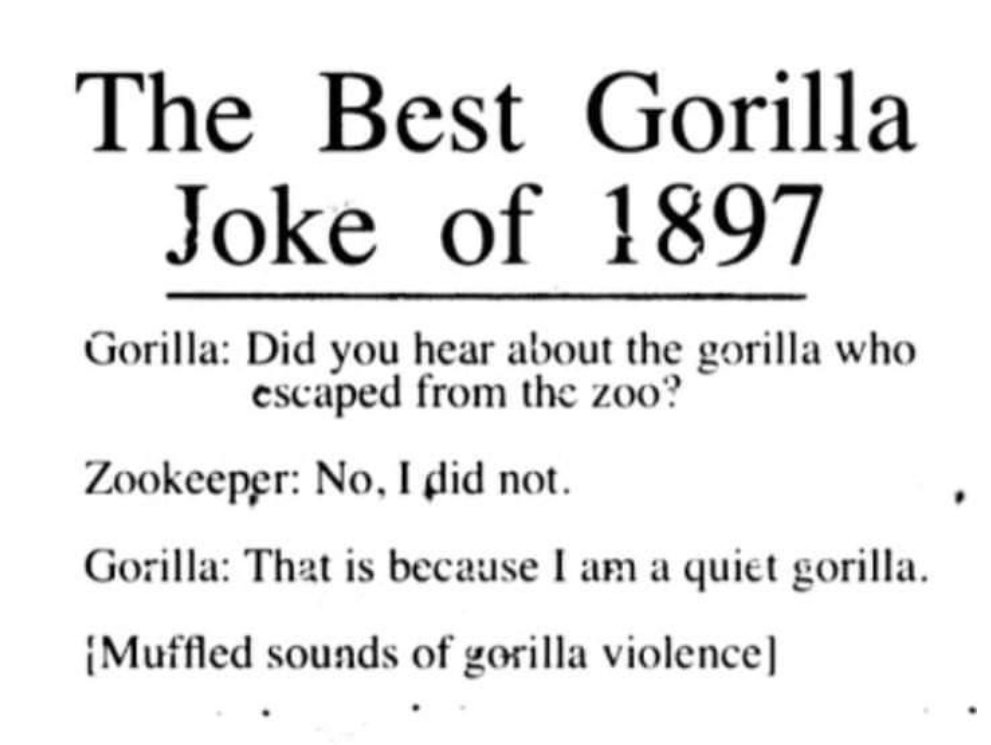 The Best Gorilla
Joke of 1897
Gorilla: Did you hear about the gorilla who
escaped from the zoo?
Zookeeper: No, I did not.
Gorilla: That is because I am a quiet gorilla.
[Muffled sounds of gorilla violence]